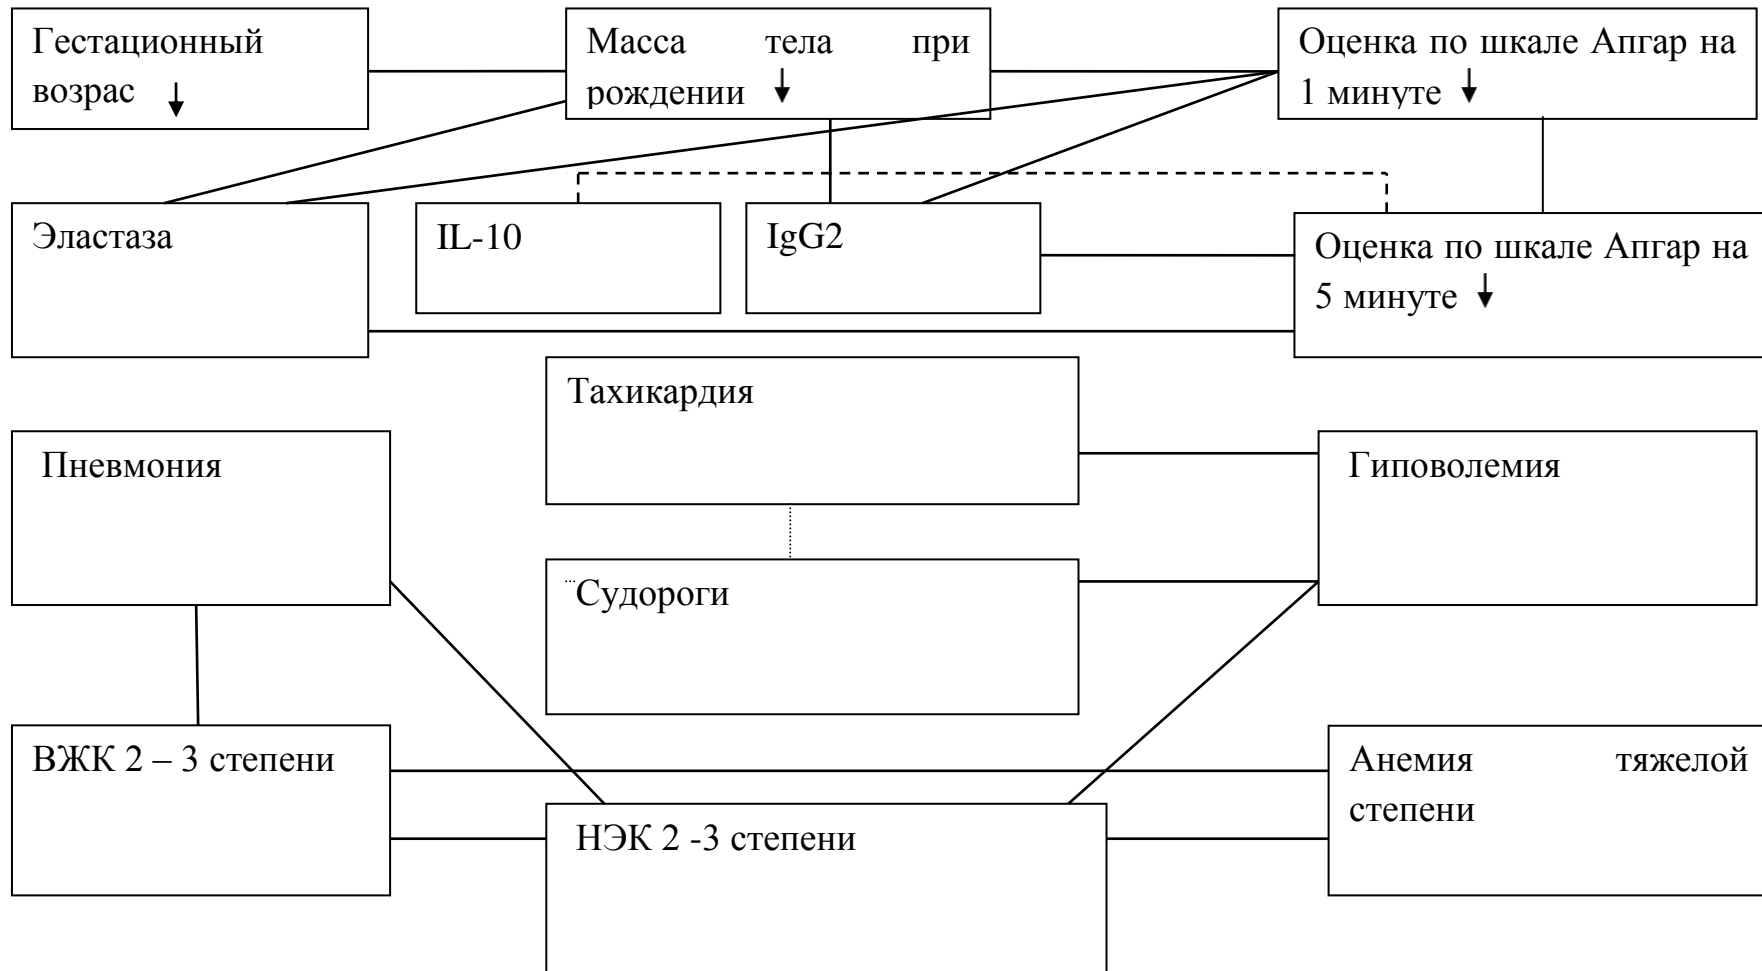 Гестационный
возрас ↓
Масса тела при
рождении ↓
Оценка по шкале Апгар на
1 минуте ↓
Эластаза
IL-10
IgG2
Оценка по шкале Апгар на
5 минуте ↓
Тахикардия
Пневмония
Гиповолемия
Судороги
ВЖК 2 – 3 степени
Анемия тяжелой
степени
НЭК 2 -3 степени